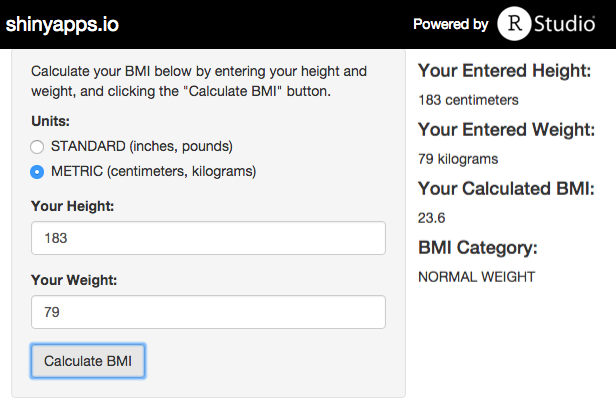 shinyapps.io
Powered by R Studio
Calculate your BMI below by entering your height and
weight, and clicking the "Calculate BMI" button.
Units:
STANDARD (inches, pounds)
METRIC (centimeters, kilograms)
Your Height:
183
Your Weight:
79
Calculate BMI
Your Entered Height:
183 centimeters
Your Entered Weight:
79 kilograms
Your Calculated BMI:
23.6
BMI Category:
NORMAL WEIGHT